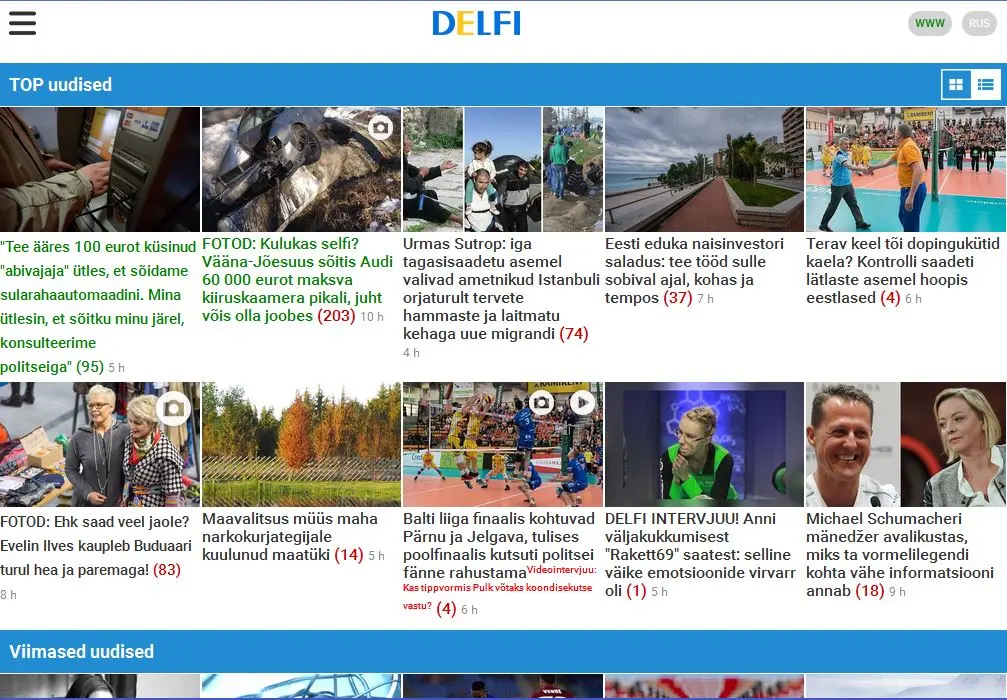 DELFI
WWW
RUS
TOP uudised
"Tee ääres 100 eurot küsinud
"abivajaja" ütles, et sõidame
sularahaautomaadini. Mina
ütlesin, et sõitku minu järel,
konsulteerime
politseiga" (95) 5 h
FOTOD: Kulukas selfi?
Vääna-Jõesuus sõitis Audi
60 000 eurot maksva
kiiruskaamera pikali, juht
võis olla joobes (203) 10 h
Urmas Sutrop: iga
tagasisaadetu asemel
valivad ametnikud Istanbuli
orjaturult tervete
hammaste ja laitmatu
kehaga uue migrandi (74)
4 h
Eesti eduka naisinvestori
saladus: tee tööd sulle
sobival ajal, kohas ja
tempos (37) 7 h
RAMIRENT
Terav keel tõi dopingukütid
kaela? Kontrolli saadeti
lätlaste asemel hoopis
eestlased (4) 6 h
FOTOD: Ehk saad veel jaole?
Evelin Ilves kaupleb Buduaari
turul hea ja paremaga! (83)
8 h
Maavalitsus müüs maha
narkokurjategijale
kuulunud maatüki (14) 5 h
RAMIRENT
Balti liiga finaalis kohtuvad
Pärnu ja Jelgava, tulises
poolfinaalis kutsuti politsei
fänne rahustama Videointervjuu:
Kas tippvormis Pulk võtaks koondisekutse
vastu? (4) 6 h
DELFI INTERVJUU! Anni
väljakukkumisest
"Rakett69" saatest: selline
väike emotsioonide virvarr
oli (1) 5 h
Michael Schumacheri
mänedžer avalikustas,
miks ta vormelilegendi
kohta vähe informatsiooni
annab (18) 9 h
Viimased uudised